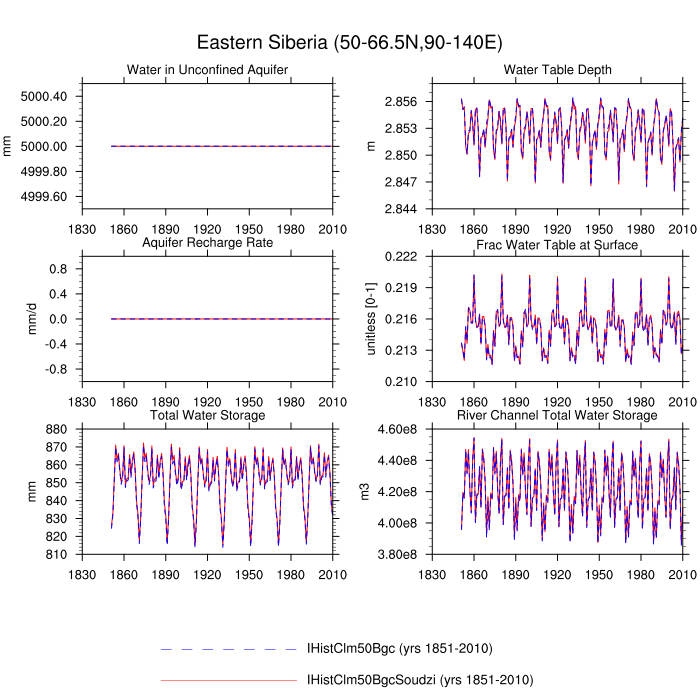 Eastern Siberia (50-66.5N,90-140E)
Water in Unconfined Aquifer
mm
5000.40
5000.20
5000.00
4999.80
4999.60
1830 1860 1890 1920 1950 1980 2010
Water Table Depth
m
2.856
2.853
2.850
2.847
2.844
1830 1860 1890 1920 1950 1980 2010
Aquifer Recharge Rate
mm/d
0.8
0.4
0.0
-0.4
-0.8
1830 1860 1890 1920 1950 1980 2010
Frac Water Table at Surface
unitless [0-1]
0.222
0.219
0.216
0.213
0.210
1830 1860 1890 1920 1950 1980 2010
Total Water Storage
mm
880
870
860
850
840
830
820
810
1830 1860 1890 1920 1950 1980 2010
River Channel Total Water Storage
m3
4.60e8
4.40e8
4.20e8
4.00e8
3.80e8
1830 1860 1890 1920 1950 1980 2010
IHistClm50Bgc (yrs 1851-2010)
IHistClm50BgcSoudzi (yrs 1851-2010)